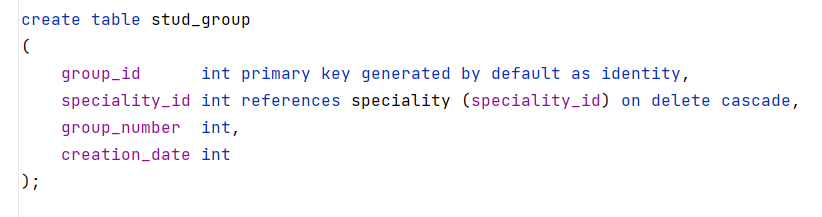 create table stud_group
(
    group_id      int primary key generated by default as identity,
    speciality_id int references speciality (speciality_id) on delete cascade,
    group_number  int,
    creation_date int
);